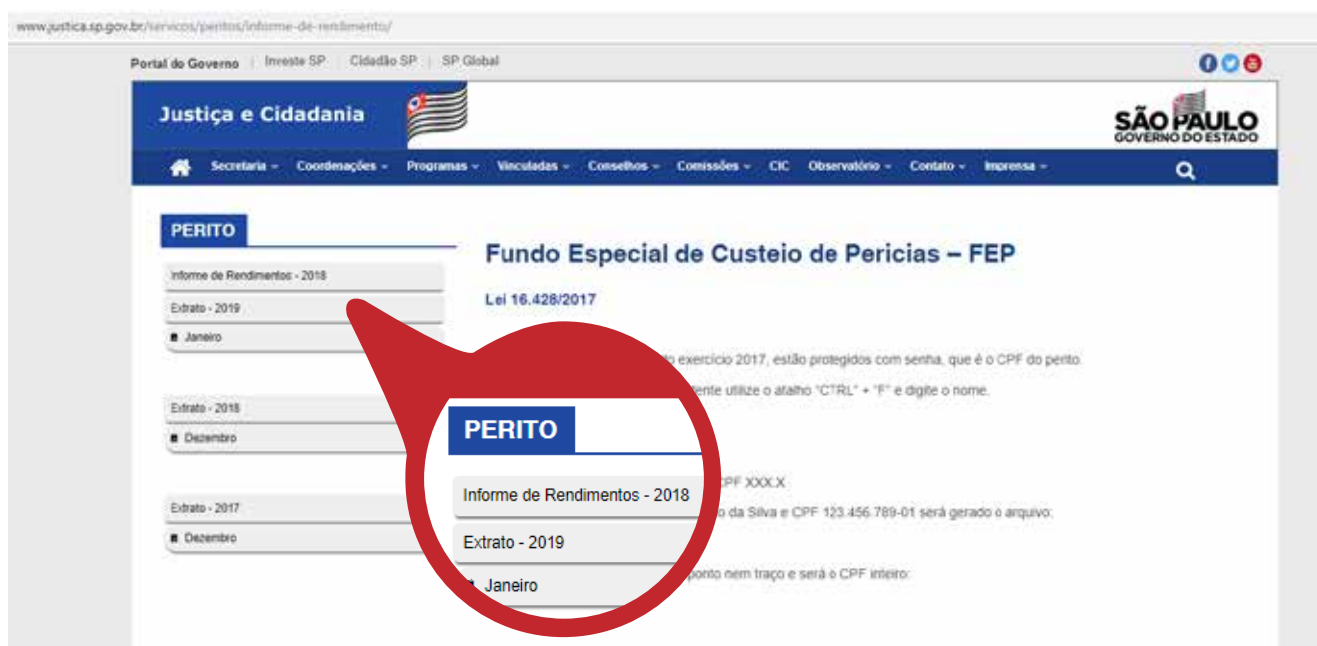 www.justica.sp.gov.br/servicos/peritos/informe-de-rendimento/
Portal do Governo | Investe SP | Cidadão SP | SP Global
Justiça e Cidadania
SÃO PAULO
GOVERNO DO ESTADO
Secretaria Coordenações Programas Vinculadas Conselhos Comissões CIC Observatório Contato Imprensa
PERITO
Informe de Rendimentos - 2018
Extrato - 2019
Janeiro
Extrato - 2018
Dezembro
Extrato - 2017
Dezembro
Fundo Especial de Custeio de Pericias – FEP
Lei 16.428/2017
exercício 2017, estão protegidos com senha, que é o CPF do perito.
utilize o atalho "CTRL" + "F" e digite o nome.
CPF XXX.X
da Silva e CPF 123.456.789-01 será gerado o arquivo:
ponto nem traço e será o CPF inteiro:
PERITO
Informe de Rendimentos - 2018
Extrato - 2019
Janeiro